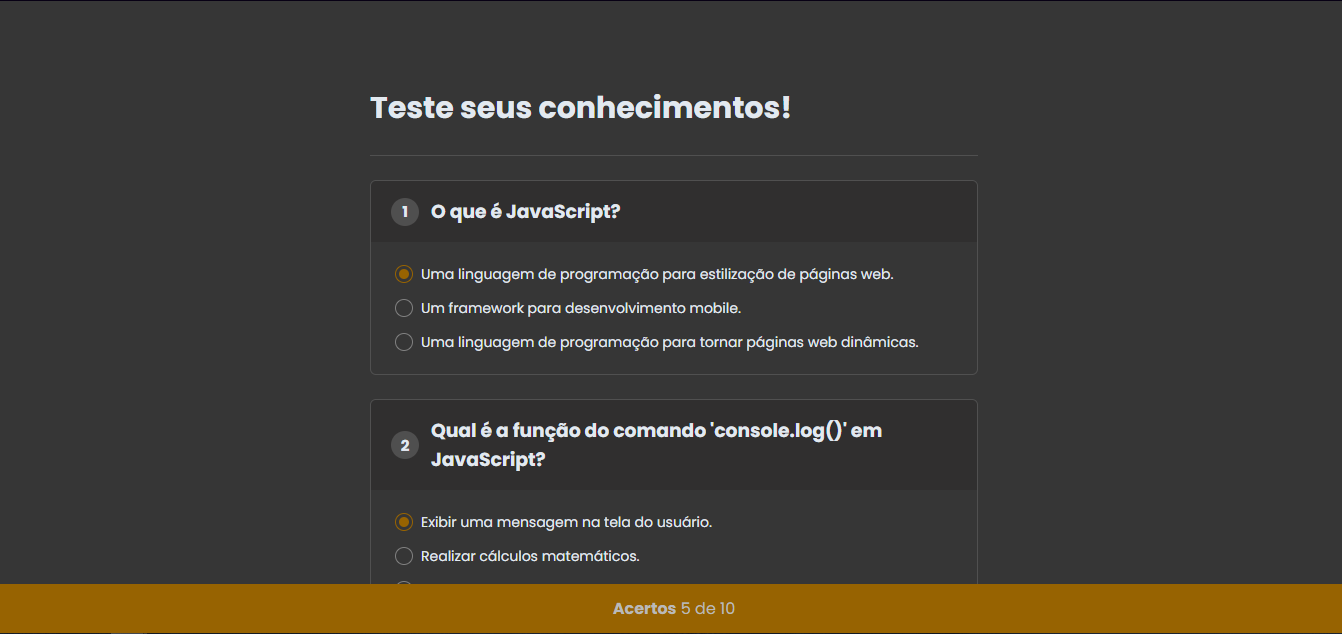 Teste seus conhecimentos!
1 O que é JavaScript?
Uma linguagem de programação para estilização de páginas web.
Um framework para desenvolvimento mobile.
Uma linguagem de programação para tornar páginas web dinâmicas.
2 Qual é a função do comando 'console.log()' em
JavaScript?
Exibir uma mensagem na tela do usuário.
Realizar cálculos matemáticos.
Acertos 5 de 10